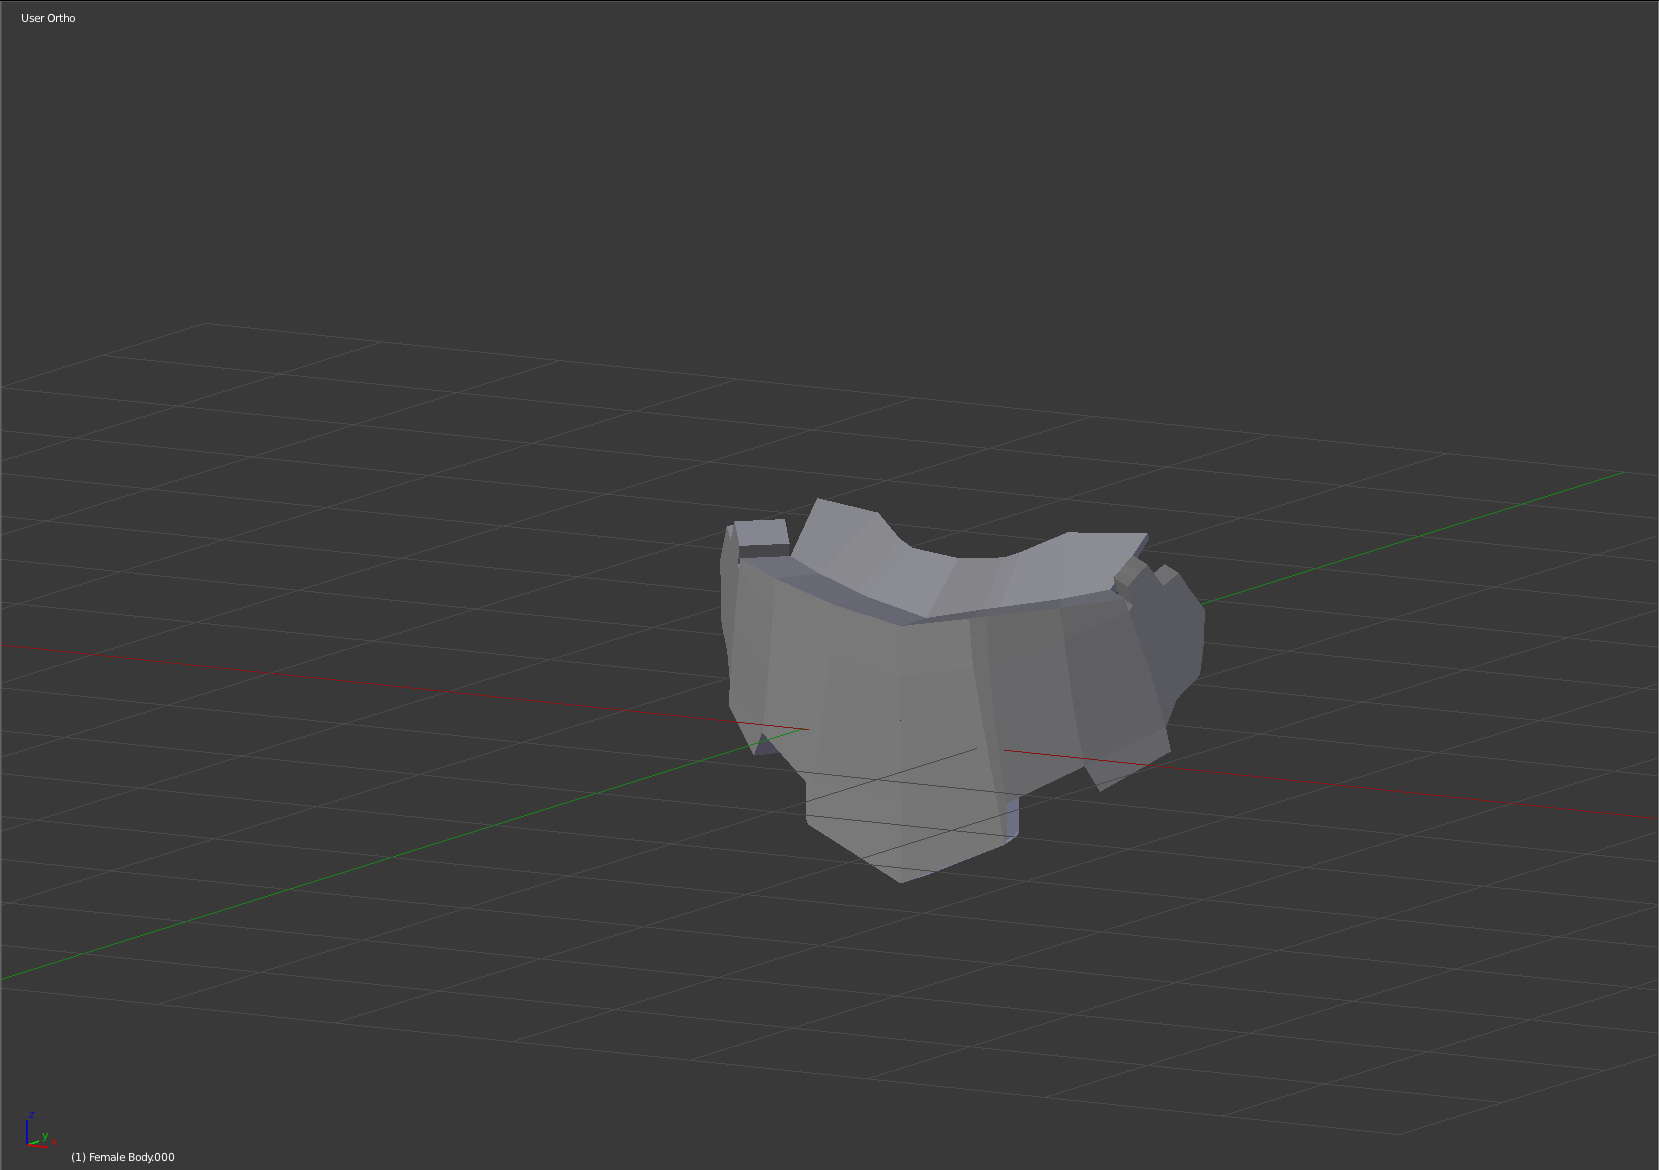 User Ortho
z
y
(1) Female Body.000